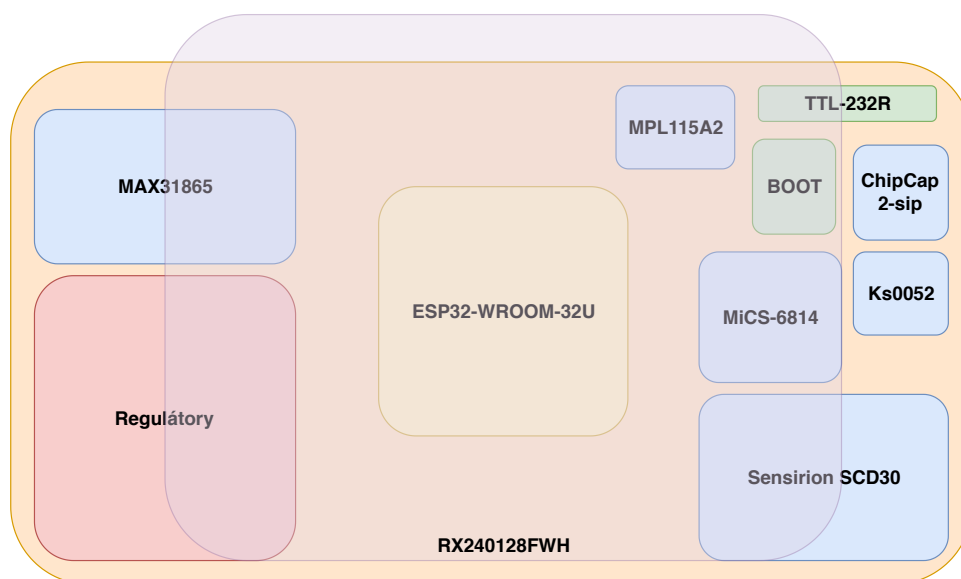 TTL-232R
MPL115A2
MAX31865
BOOT
ChipCap
2-sip
Ks0052
ESP32-WROOM-32U
MiCS-6814
Regulátory
Sensirion SCD30
RX240128FWH